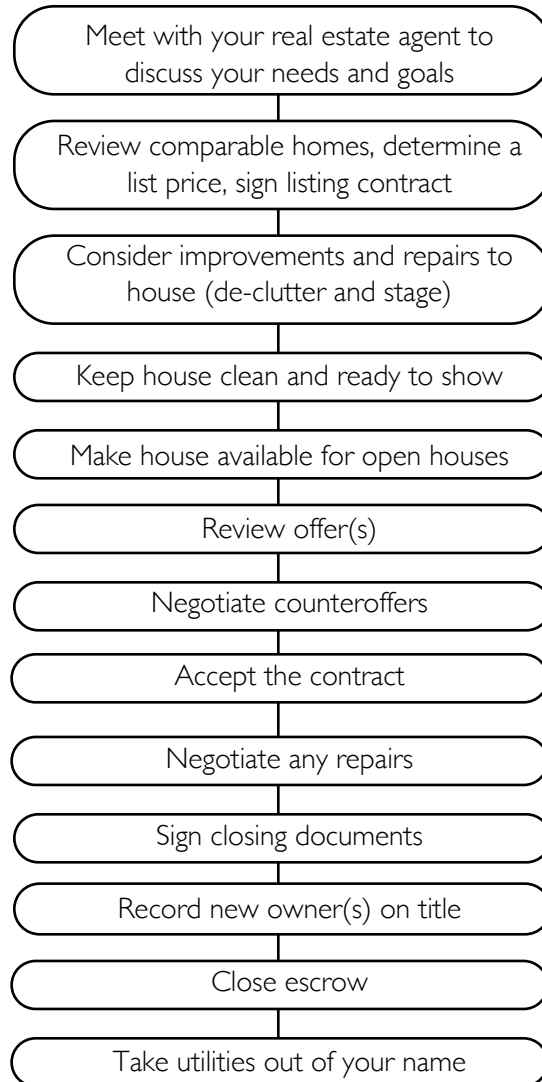 Meet with your real estate agent to
discuss your needs and goals
Review comparable homes, determine a
list price, sign listing contract
Consider improvements and repairs to
house (de-clutter and stage)
Keep house clean and ready to show
Make house available for open houses
Review offer(s)
Negotiate counteroffers
Accept the contract
Negotiate any repairs
Sign closing documents
Record new owner(s) on title
Close escrow
Take utilities out of your name